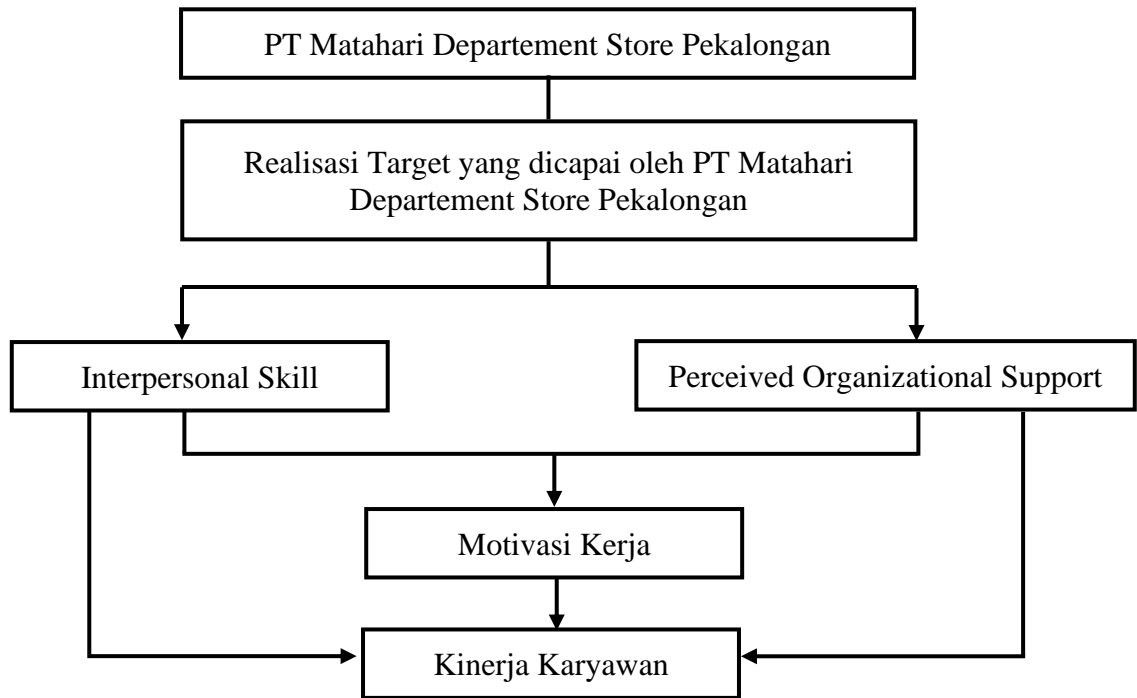 PT Matahari Departement Store Pekalongan
Realisasi Target yang dicapai oleh PT Matahari
Departement Store Pekalongan
Interpersonal Skill
Perceived Organizational Support
Motivasi Kerja
Kinerja Karyawan